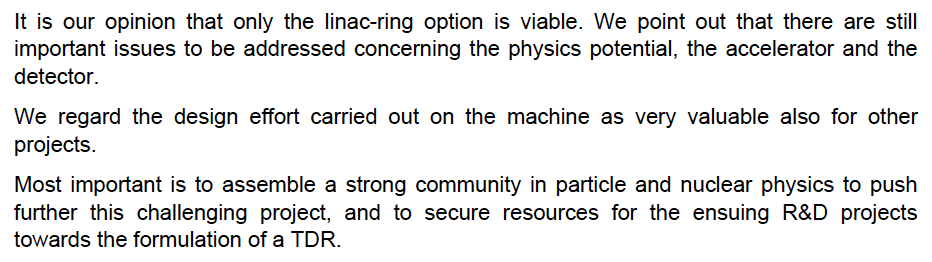 It is our opinion that only the linac-ring option is viable. We point out that there are still
important issues to be addressed concerning the physics potential, the accelerator and the
detector.
We regard the design effort carried out on the machine as very valuable also for other
projects.
Most important is to assemble a strong community in particle and nuclear physics to push
further this challenging project, and to secure resources for the ensuing R&D projects
towards the formulation of a TDR.